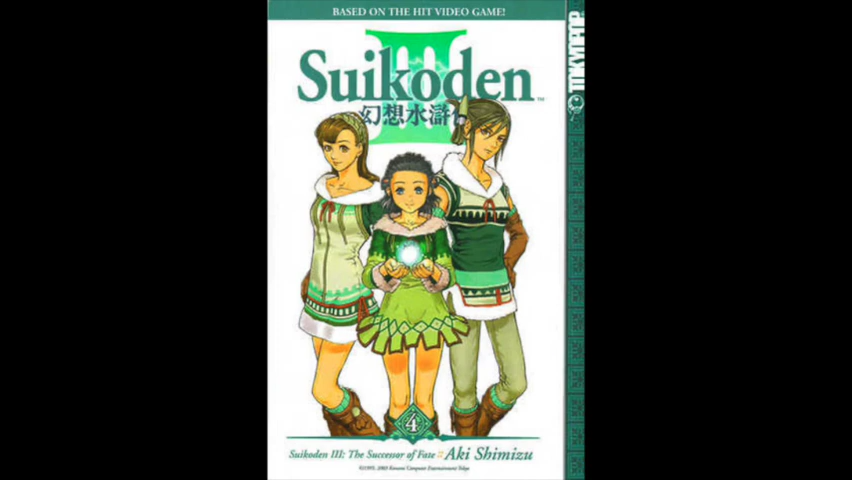 BASED ON THE HIT VIDEO GAME!
III
Suikoden™
幻想水滸伝
TOKYOPOP
4
Suikoden III: The Successor of Fate :: Aki Shimizu